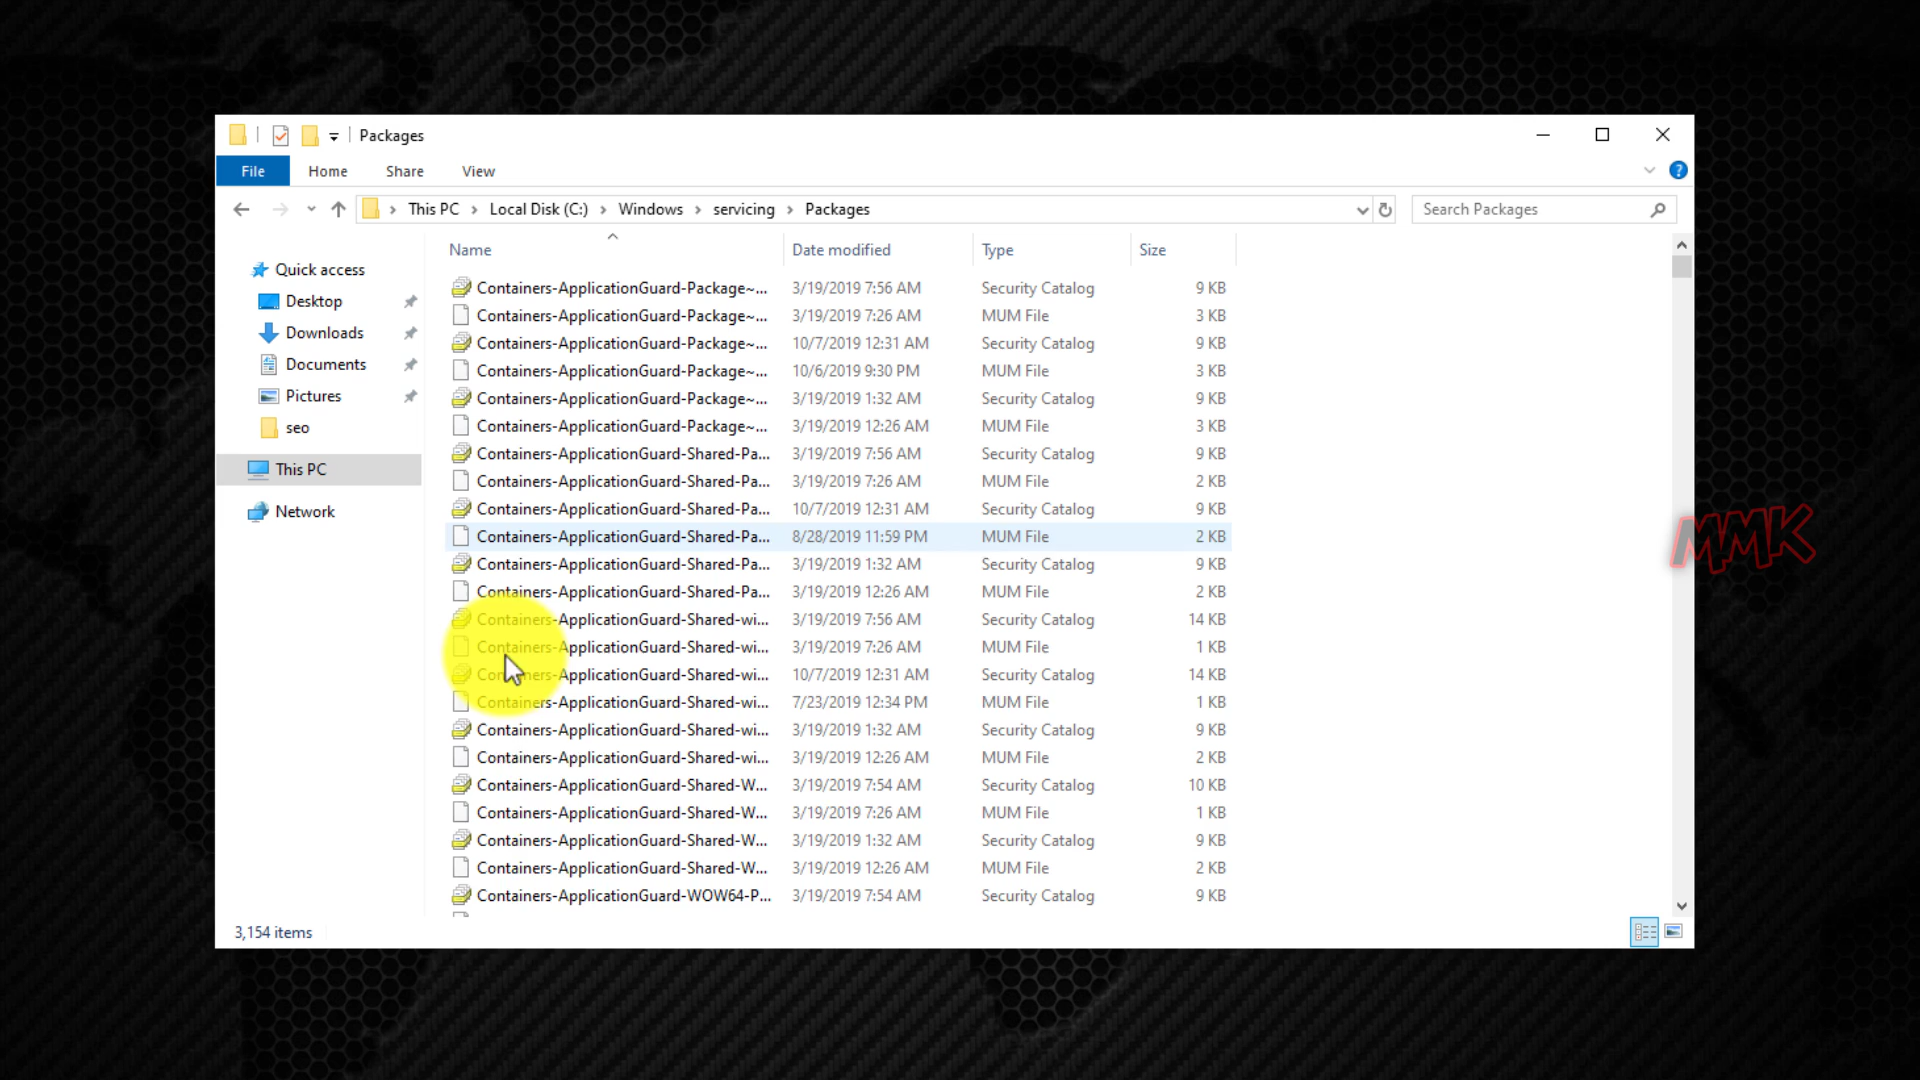 Packages
File Home Share View
This PC Local Disk (C:) Windows servicing Packages Search Packages
Name Date modified Type Size
Quick access
Desktop
Downloads
Documents
Pictures
seo
This PC
Network
Containers-ApplicationGuard-Package~... 3/19/2019 7:56 AM Security Catalog 9 KB
Containers-ApplicationGuard-Package~... 3/19/2019 7:26 AM MUM File 3 KB
Containers-ApplicationGuard-Package~... 10/7/2019 12:31 AM Security Catalog 9 KB
Containers-ApplicationGuard-Package~... 10/6/2019 9:30 PM MUM File 3 KB
Containers-ApplicationGuard-Package~... 3/19/2019 1:32 AM Security Catalog 9 KB
Containers-ApplicationGuard-Package~... 3/19/2019 12:26 AM MUM File 3 KB
Containers-ApplicationGuard-Shared-Pa... 3/19/2019 7:56 AM Security Catalog 9 KB
Containers-ApplicationGuard-Shared-Pa... 3/19/2019 7:26 AM MUM File 2 KB
Containers-ApplicationGuard-Shared-Pa... 10/7/2019 12:31 AM Security Catalog 9 KB
Containers-ApplicationGuard-Shared-Pa... 8/28/2019 11:59 PM MUM File 2 KB
Containers-ApplicationGuard-Shared-Pa... 3/19/2019 1:32 AM Security Catalog 9 KB
Containers-ApplicationGuard-Shared-Pa... 3/19/2019 12:26 AM MUM File 2 KB
Containers-ApplicationGuard-Shared-wi... 3/19/2019 7:56 AM Security Catalog 14 KB
Containers-ApplicationGuard-Shared-wi... 3/19/2019 7:26 AM MUM File 1 KB
Containers-ApplicationGuard-Shared-wi... 10/7/2019 12:31 AM Security Catalog 14 KB
Containers-ApplicationGuard-Shared-wi... 7/23/2019 12:34 PM MUM File 1 KB
Containers-ApplicationGuard-Shared-wi... 3/19/2019 1:32 AM Security Catalog 9 KB
Containers-ApplicationGuard-Shared-wi... 3/19/2019 12:26 AM MUM File 2 KB
Containers-ApplicationGuard-Shared-W... 3/19/2019 7:54 AM Security Catalog 10 KB
Containers-ApplicationGuard-Shared-W... 3/19/2019 7:26 AM MUM File 1 KB
Containers-ApplicationGuard-Shared-W... 3/19/2019 1:32 AM Security Catalog 9 KB
Containers-ApplicationGuard-Shared-W... 3/19/2019 12:26 AM MUM File 2 KB
Containers-ApplicationGuard-WOW64-P... 3/19/2019 7:54 AM Security Catalog 9 KB
3,154 items
MMK